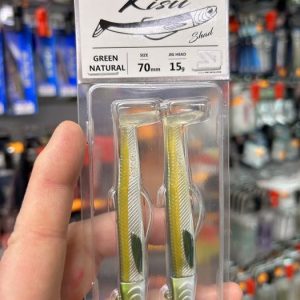 Kisu
Shad
GREEN
NATURAL
SIZE
70mm
JIG HEAD
15g